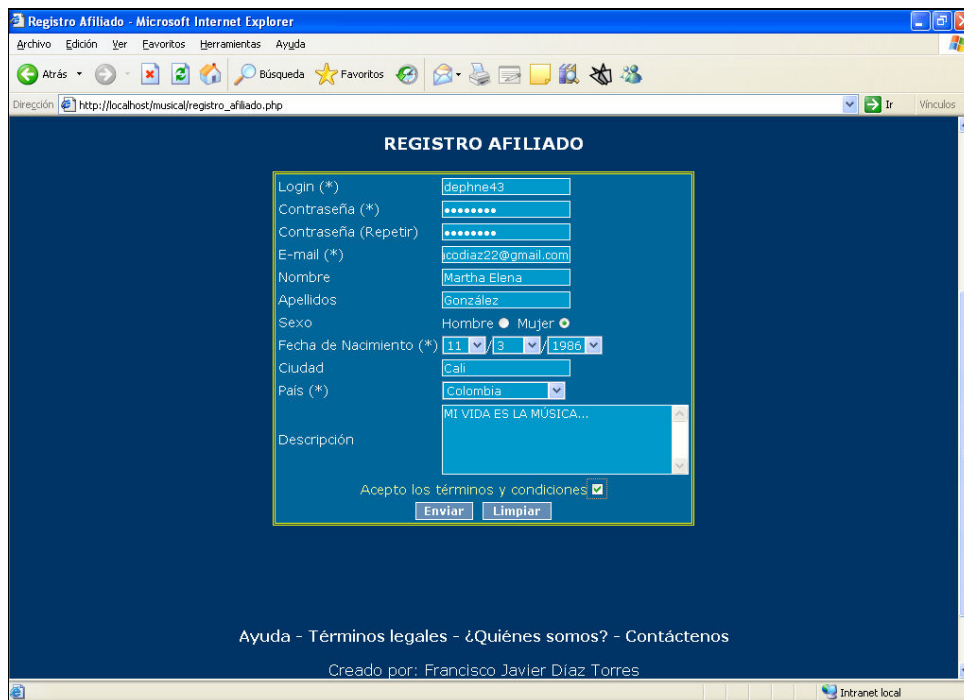 Registro Afiliado - Microsoft Internet Explorer
Archivo Edición Ver Favoritos Herramientas Ayuda
Atrás Búsqueda Favoritos
Dirección http://localhost/musical/registro_afiliado.php Ir Vínculos
REGISTRO AFILIADO
Login (*) dephne43
Contraseña (*) ••••••••
Contraseña (Repetir) ••••••••
E-mail (*) codiaz22@gmail.com
Nombre Martha Elena
Apellidos González
Sexo Hombre Mujer
Fecha de Nacimiento (*) 11 / 3 / 1986
Ciudad Cali
País (*) Colombia
Descripción MI VIDA ES LA MÚSICA...
Acepto los términos y condiciones
Enviar Limpiar
Ayuda - Términos legales - ¿Quiénes somos? - Contáctenos
Creado por: Francisco Javier Díaz Torres
Intranet local